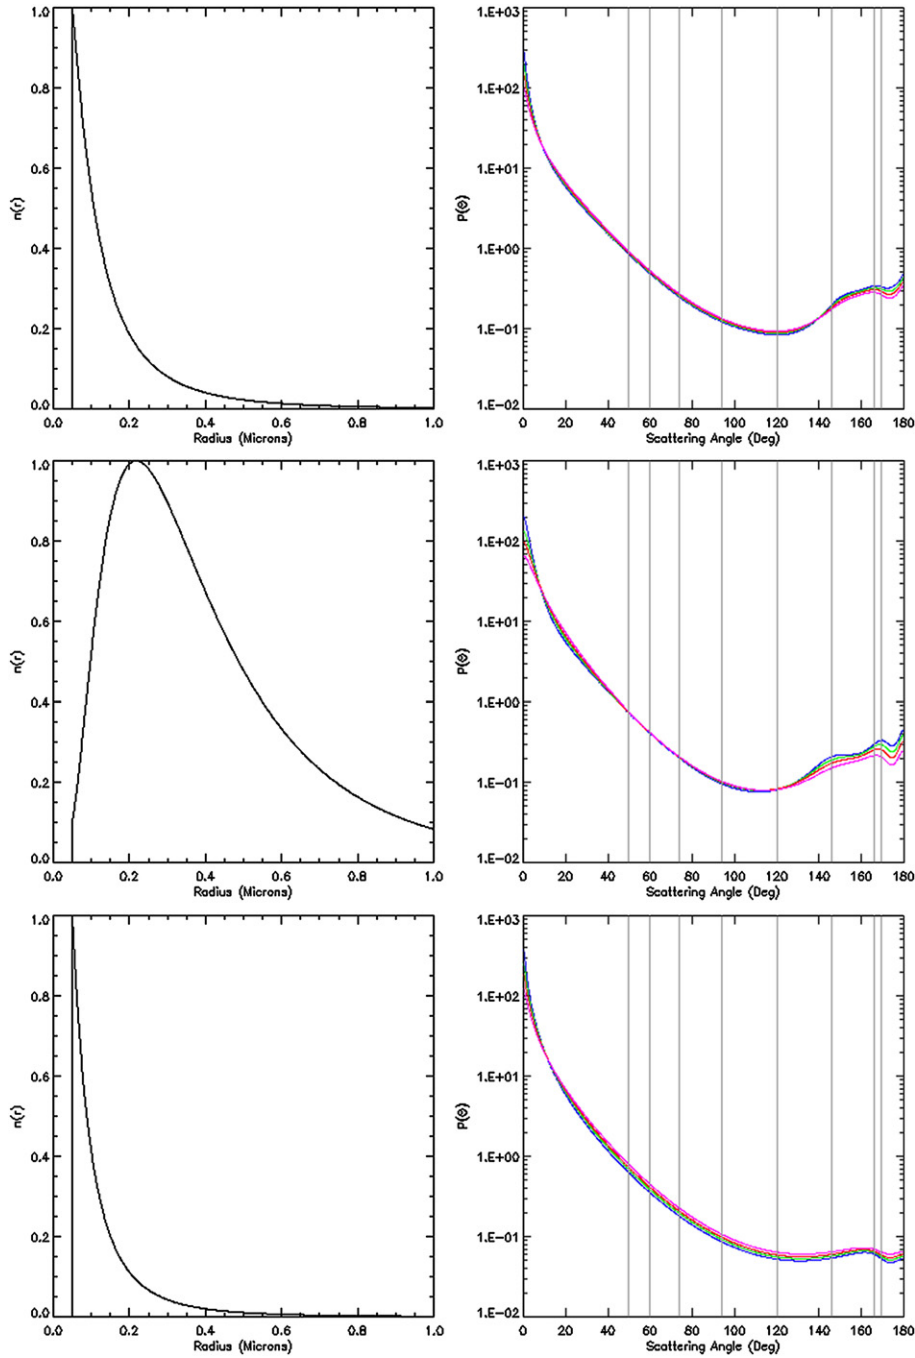 1.0
0.8
0.6
0.4
0.2
0.0
n(r)
0.0 0.2 0.4 0.6 0.8 1.0
Radius (Microns)
1.E+03
1.E+02
1.E+01
1.E+00
1.E-01
1.E-02
P(Θ)
0 20 40 60 80 100 120 140 160 180
Scattering Angle (Deg)
1.0
0.8
0.6
0.4
0.2
0.0
n(r)
0.0 0.2 0.4 0.6 0.8 1.0
Radius (Microns)
1.E+03
1.E+02
1.E+01
1.E+00
1.E-01
1.E-02
P(Θ)
0 20 40 60 80 100 120 140 160 180
Scattering Angle (Deg)
1.0
0.8
0.6
0.4
0.2
0.0
n(r)
0.0 0.2 0.4 0.6 0.8 1.0
Radius (Microns)
1.E+03
1.E+02
1.E+01
1.E+00
1.E-01
1.E-02
P(Θ)
0 20 40 60 80 100 120 140 160 180
Scattering Angle (Deg)